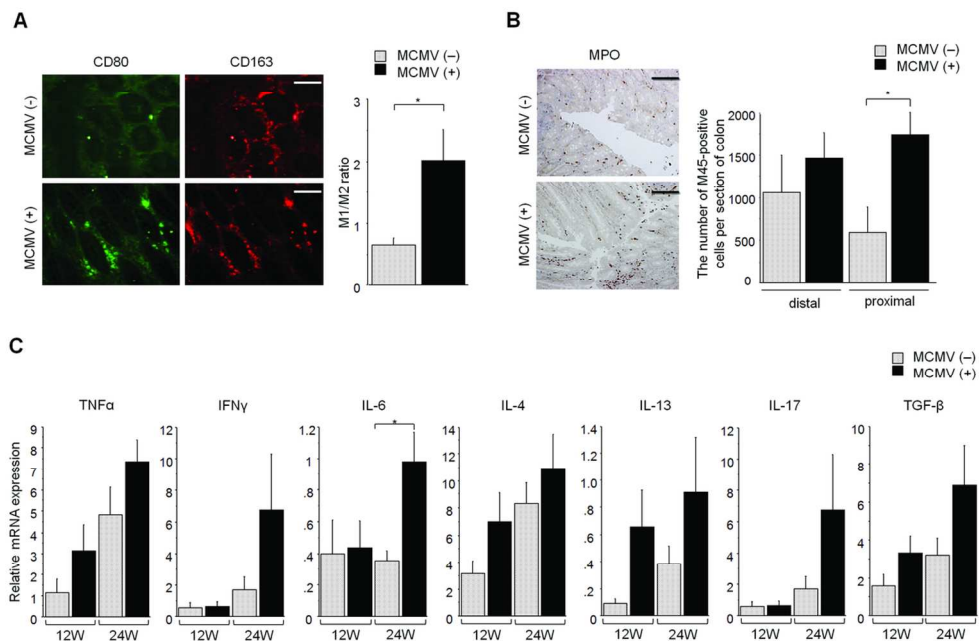 A
CD80
CD163
MCMV (-)
MCMV (+)
MCMV (–)
MCMV (+)
*
M1/M2 ratio
3
2
1
0
B
MPO
MCMV (-)
MCMV (+)
MCMV (–)
MCMV (+)
*
The number of M45-positive
cells per section of colon
2000
1500
1000
500
0
distal
proximal
C
MCMV (–)
MCMV (+)
TNFα
IFNγ
IL-6
IL-4
IL-13
IL-17
TGF-β
Relative mRNA expression
9
8
7
6
5
4
3
2
1
0
12W
24W
12
10
8
6
4
2
0
12W
24W
1.2
1
.8
.6
.4
.2
0
*
12W
24W
14
12
10
8
6
4
2
0
12W
24W
1.4
1.2
1
.8
.6
.4
.2
0
12W
24W
12
10
8
6
4
2
0
12W
24W
10
8
6
4
2
0
12W
24W